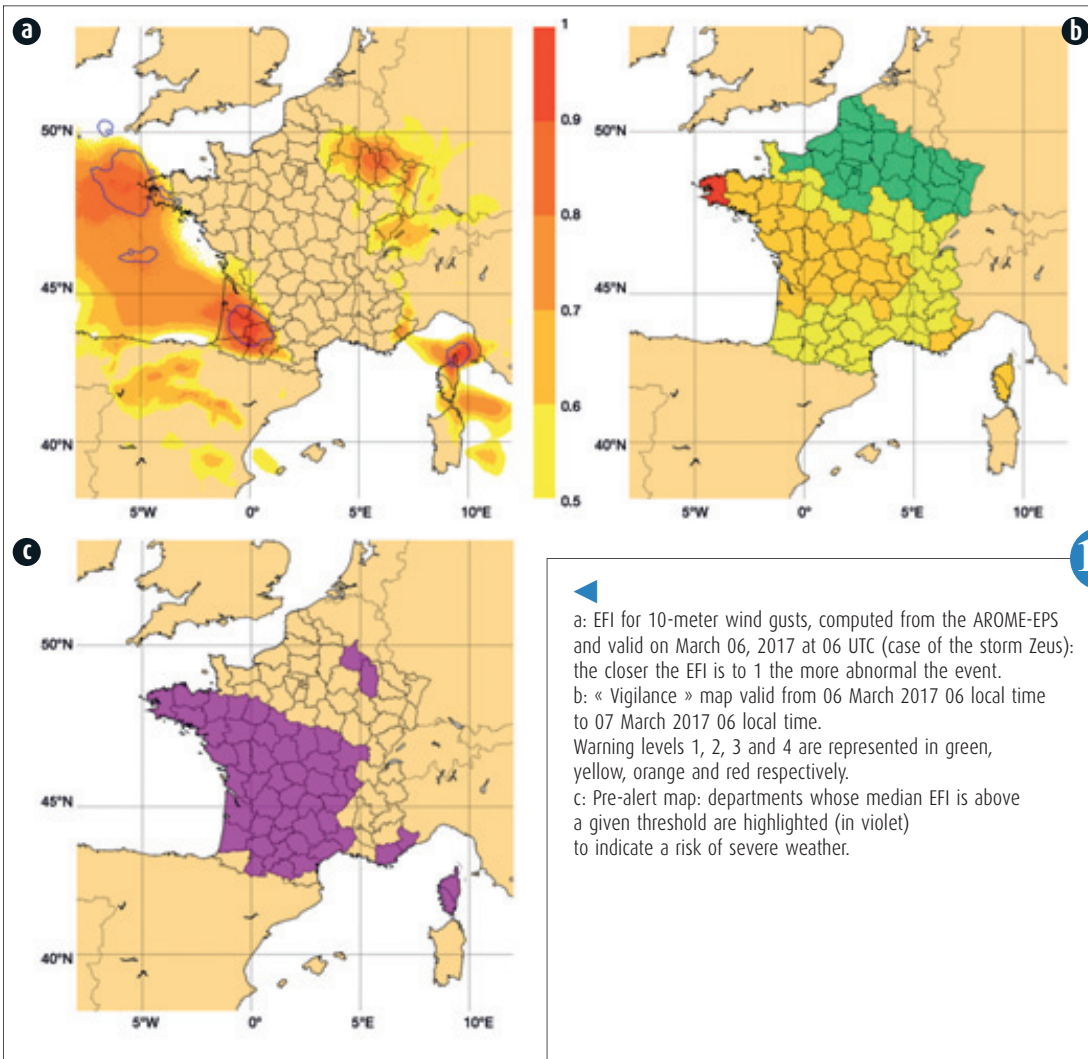 a
50°N
45°N
40°N
5°W
0°
5°E
10°E
1
0.9
0.8
0.7
0.6
0.5
b
50°N
45°N
40°N
5°W
0°
5°E
10°E
c
50°N
45°N
40°N
5°W
0°
5°E
10°E
1
a: EFI for 10-meter wind gusts, computed from the AROME-EPS
and valid on March 06, 2017 at 06 UTC (case of the storm Zeus):
the closer the EFI is to 1 the more abnormal the event.
b: « Vigilance » map valid from 06 March 2017 06 local time
to 07 March 2017 06 local time.
Warning levels 1, 2, 3 and 4 are represented in green,
yellow, orange and red respectively.
c: Pre-alert map: departments whose median EFI is above
a given threshold are highlighted (in violet)
to indicate a risk of severe weather.